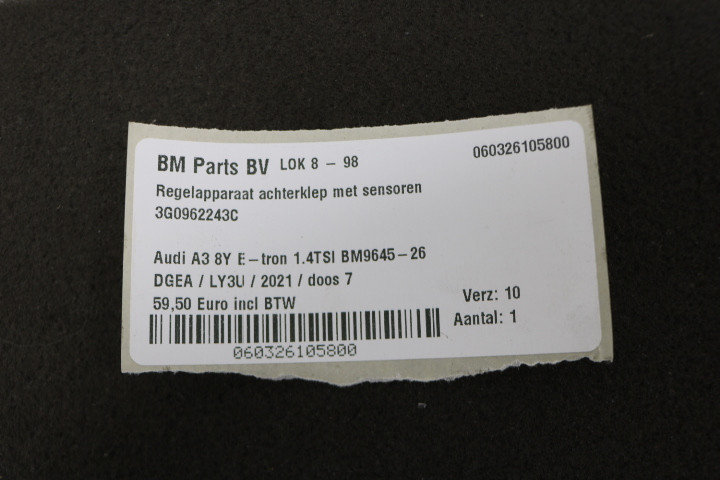 BM Parts BV LOK 8 – 98 060326105800
Regelapparaat achterklep met sensoren
3G0962243C
Audi A3 8Y E–tron 1.4TSI BM9645–26
DGEA / LY3U / 2021 / doos 7
59,50 Euro incl BTW
Verz: 10
Aantal: 1
060326105800